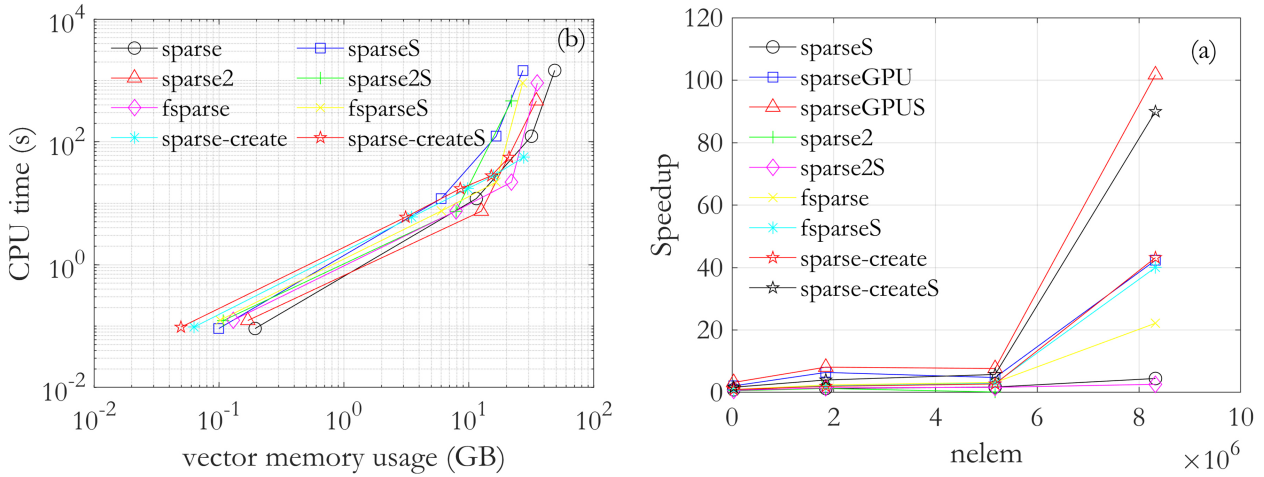 10^4
10^2
10^0
10^-2
CPU time (s)
(b)
sparse
sparse2
fsparse
sparse-create
sparseS
sparse2S
fsparseS
sparse-createS
10^-2 10^-1 10^0 10^1 10^2
vector memory usage (GB)
120
100
80
60
40
20
0
Speedup
(a)
sparseS
sparseGPU
sparseGPUS
sparse2
sparse2S
fsparse
fsparseS
sparse-create
sparse-createS
0 2 4 6 8 10
nelem
×10^6